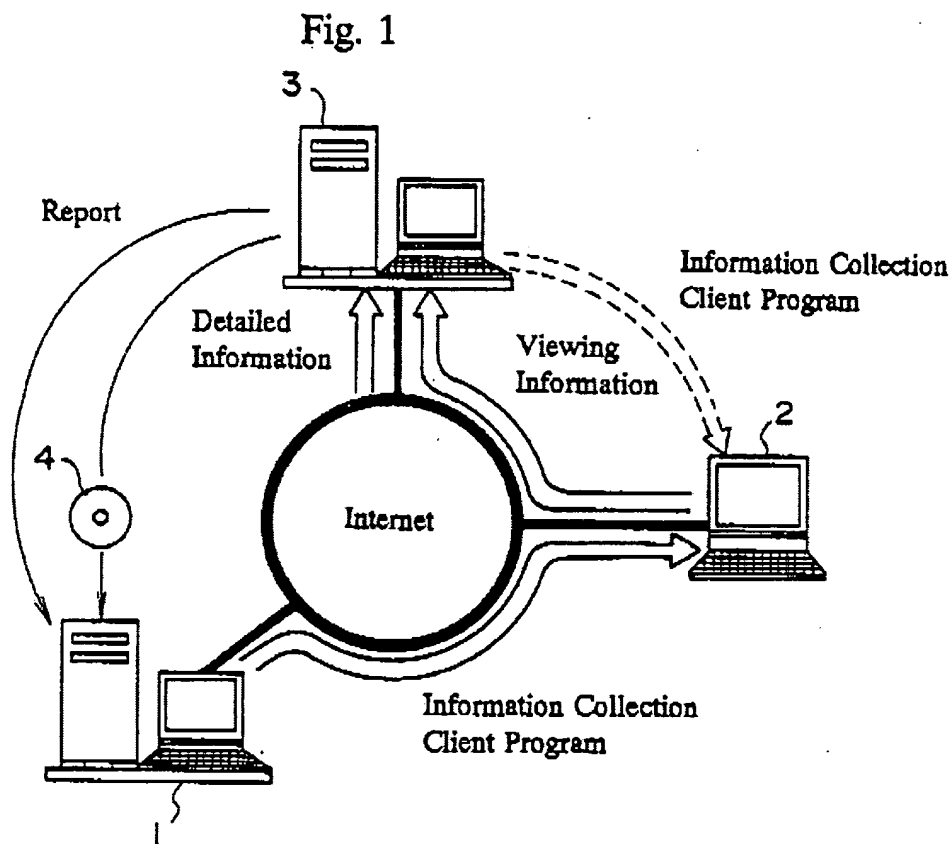 Fig. 1
3
Report
Information Collection
Client Program
Detailed
Information
Viewing
Information
2
4
Internet
Information Collection
Client Program
1